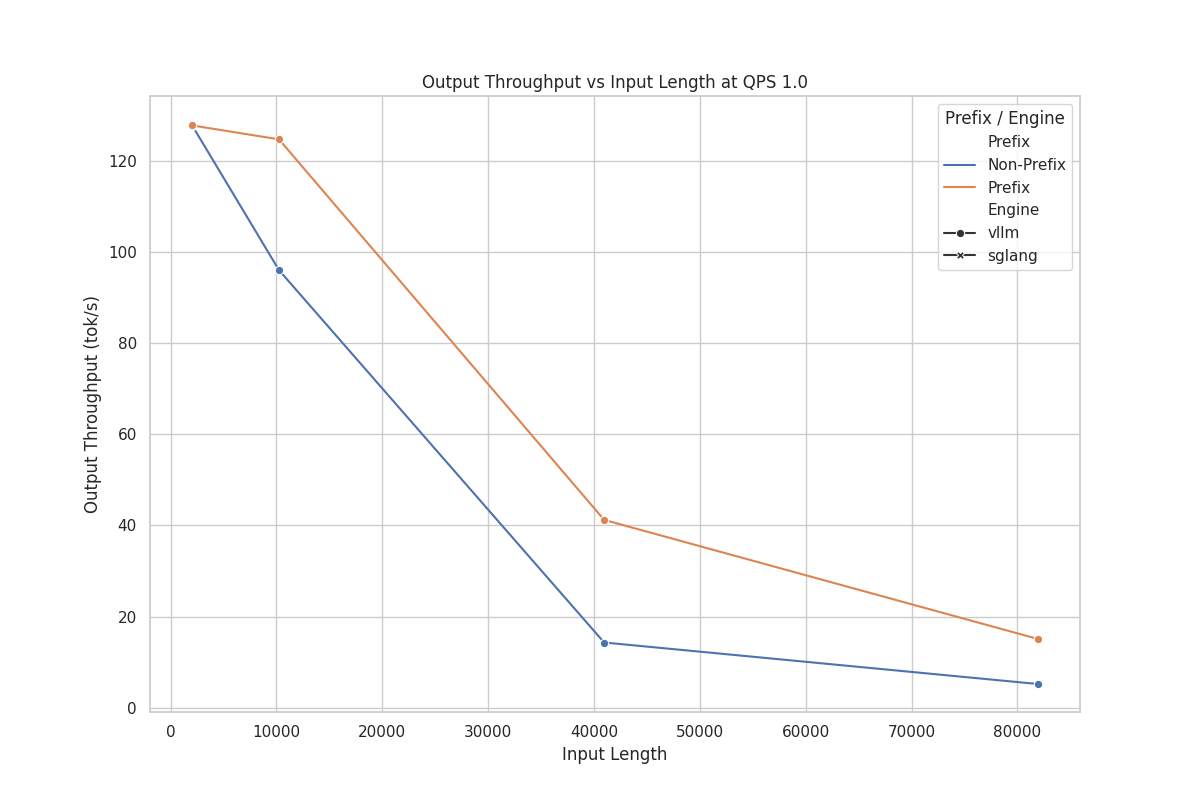 Output Throughput vs Input Length at QPS 1.0
Prefix / Engine
Prefix
Non-Prefix
Prefix
Engine
vllm
sglang
Output Throughput (tok/s)
120
100
80
60
40
20
0
0 10000 20000 30000 40000 50000 60000 70000 80000
Input Length